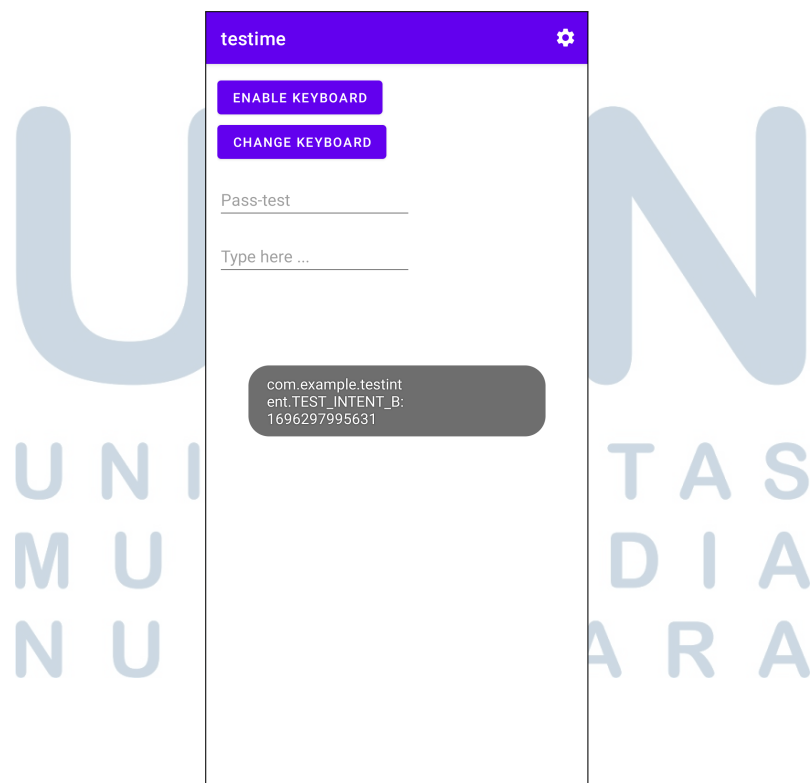 testime
ENABLE KEYBOARD
CHANGE KEYBOARD
Pass-test
Type here ...
com.example.testint
ent.TEST_INTENT_B:
1696297995631
U N
U N I T A S
M U D I A
N U A R A